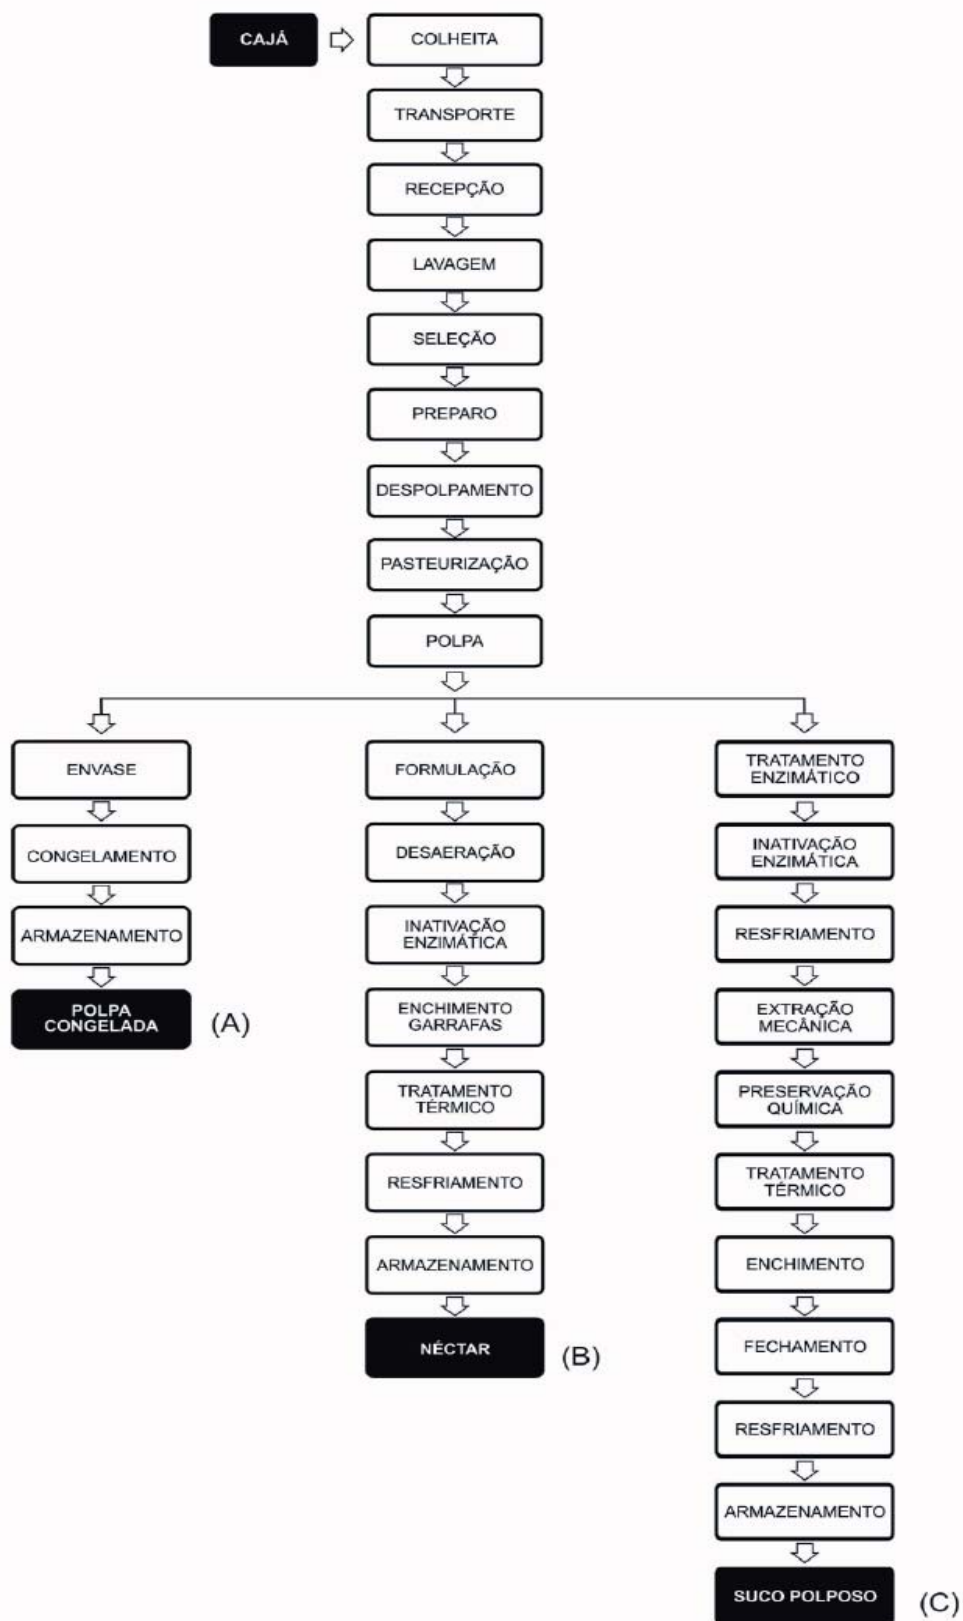 CAJÁ
COLHEITA
TRANSPORTE
RECEPÇÃO
LAVAGEM
SELEÇÃO
PREPARO
DESPOLPAMENTO
PASTEURIZAÇÃO
POLPA
ENVASE
CONGELAMENTO
ARMAZENAMENTO
POLPA
CONGELADA
(A)
FORMULAÇÃO
DESAERAÇÃO
INATIVAÇÃO
ENZIMÁTICA
ENCHIMENTO
GARRAFAS
TRATAMENTO
TÉRMICO
RESFRIAMENTO
ARMAZENAMENTO
NÉCTAR
(B)
TRATAMENTO
ENZIMÁTICO
INATIVAÇÃO
ENZIMÁTICA
RESFRIAMENTO
EXTRAÇÃO
MECÂNICA
PRESERVAÇÃO
QUÍMICA
TRATAMENTO
TÉRMICO
ENCHIMENTO
FECHAMENTO
RESFRIAMENTO
ARMAZENAMENTO
SUCO POLPOSO
(C)